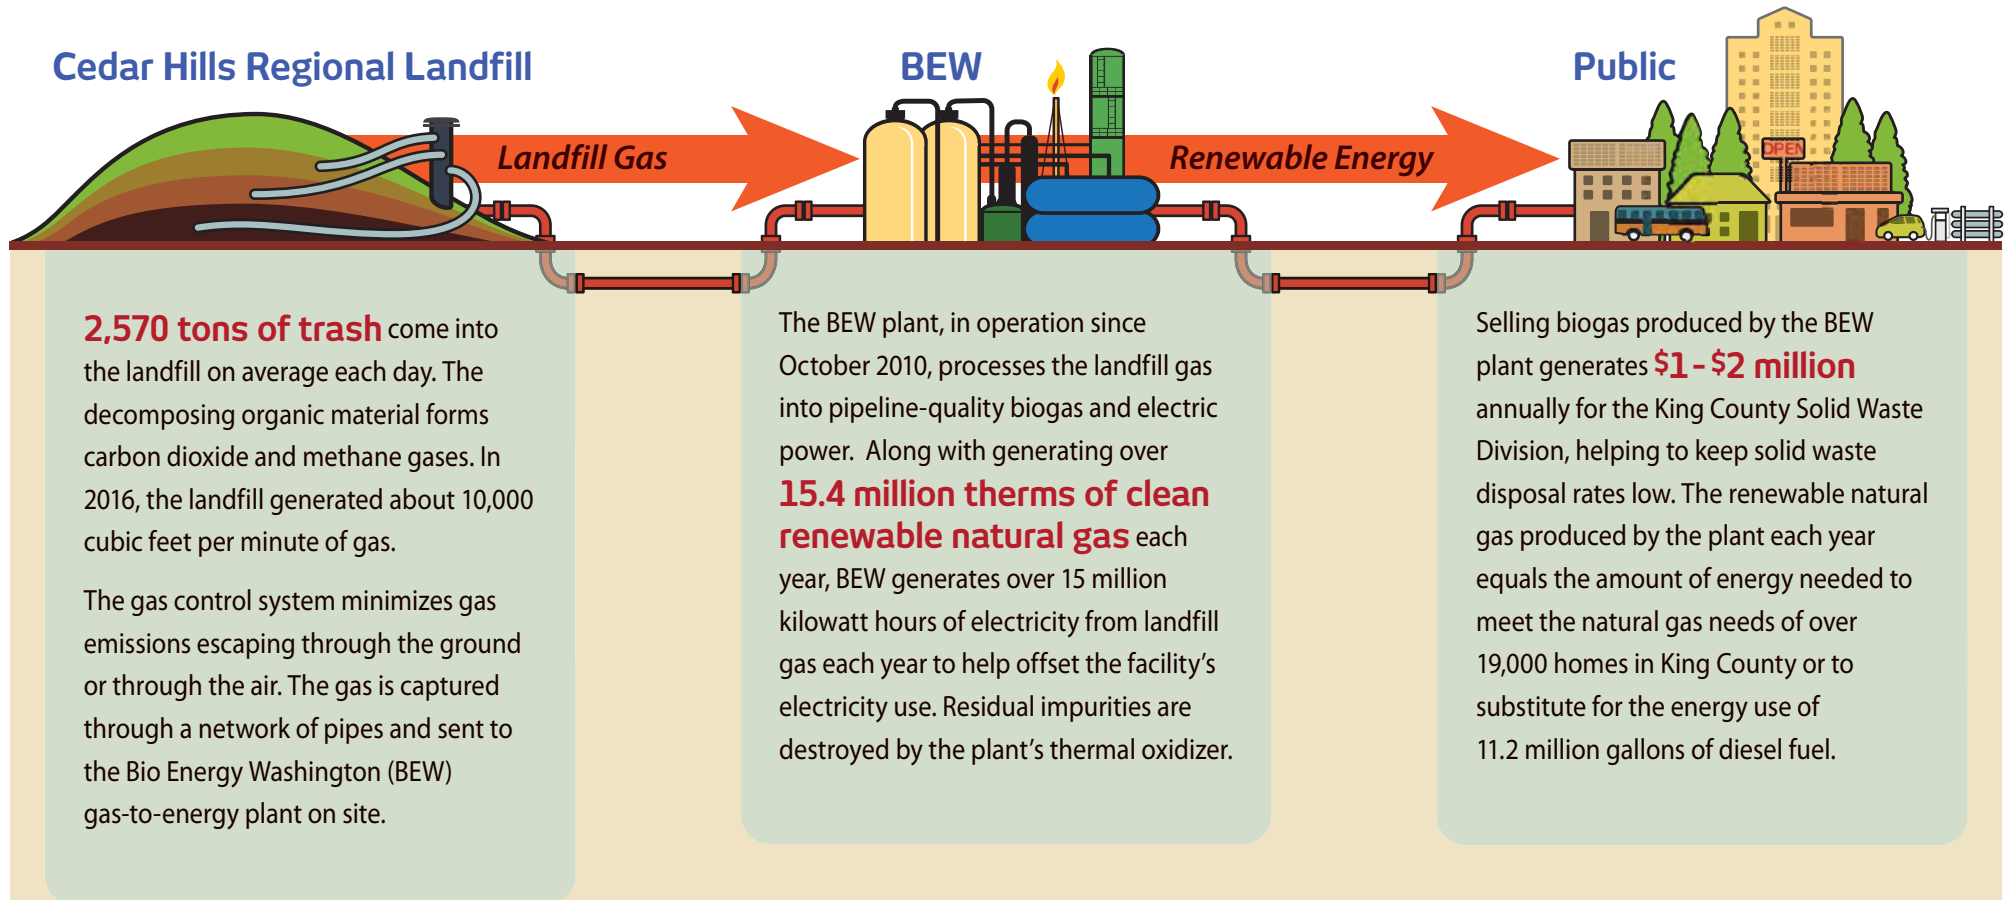 Cedar Hills Regional Landfill
BEW
Public
Landfill Gas
Renewable Energy
OPEN
2,570 tons of trash come into
the landfill on average each day. The
decomposing organic material forms
carbon dioxide and methane gases. In
2016, the landfill generated about 10,000
cubic feet per minute of gas.
The gas control system minimizes gas
emissions escaping through the ground
or through the air. The gas is captured
through a network of pipes and sent to
the Bio Energy Washington (BEW)
gas-to-energy plant on site.
The BEW plant, in operation since
October 2010, processes the landfill gas
into pipeline-quality biogas and electric
power. Along with generating over
15.4 million therms of clean
renewable natural gas each
year, BEW generates over 15 million
kilowatt hours of electricity from landfill
gas each year to help offset the facility’s
electricity use. Residual impurities are
destroyed by the plant’s thermal oxidizer.
Selling biogas produced by the BEW
plant generates $1 - $2 million
annually for the King County Solid Waste
Division, helping to keep solid waste
disposal rates low. The renewable natural
gas produced by the plant each year
equals the amount of energy needed to
meet the natural gas needs of over
19,000 homes in King County or to
substitute for the energy use of
11.2 million gallons of diesel fuel.